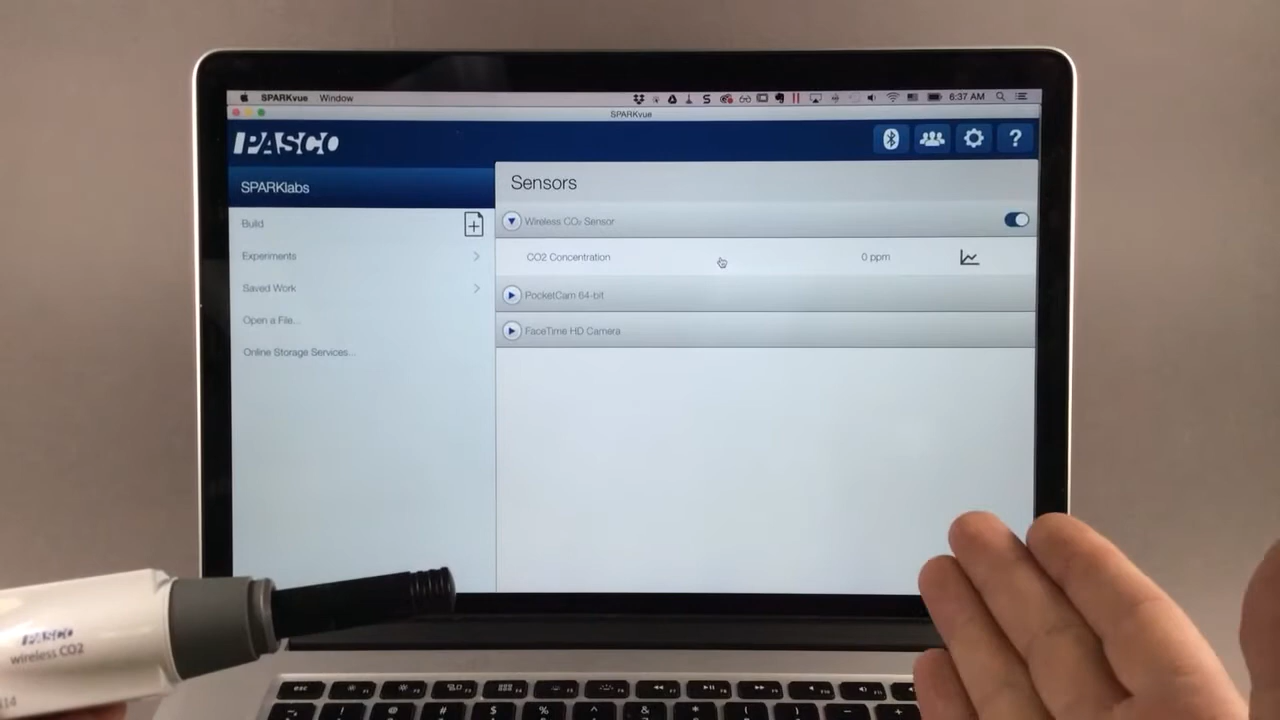 SPARKvue Window 6:37 AM
SPARKvue
PASCO
?
SPARKlabs
Build
Experiments
Saved Work
Open a File...
Online Storage Services...
Sensors
Wireless CO₂ Sensor
CO2 Concentration 0 ppm
PocketCam 64-bit
FaceTime HD Camera
PASCO
wireless CO2
esc